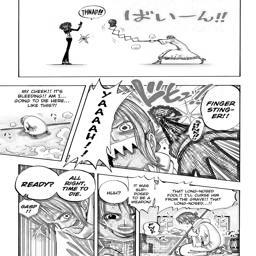 THWAP!!
ばいーん!!
FINGER
STING-
ER!!
YAAAAH!!
MY CHEEK!! IT'S
BLEEDING!! AM I...
GOING TO DIE HERE...
LIKE THIS?!
THAT LONG-NOSED
FOOL!! I'LL CURSE HIM
FROM THE GRAVE!! THAT
LONG-NOSED...!!
IT WAS
SUP-
POSED
TO BE A
WEAPON!
HUH?
ALL
RIGHT,
TIME TO
DIE.
READY?
GASP
!!